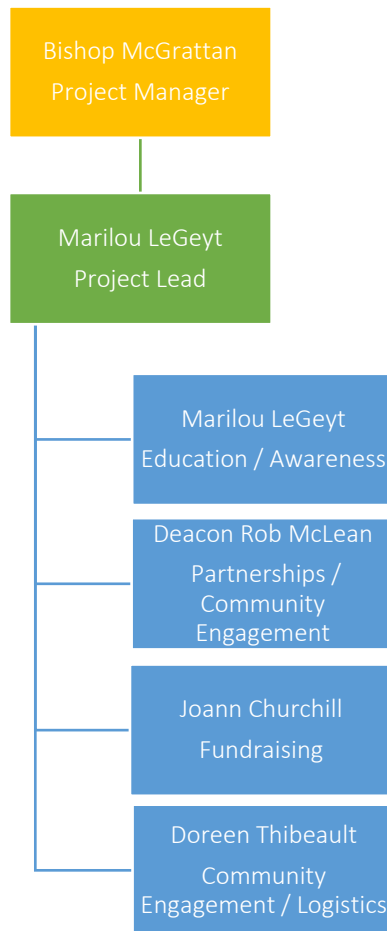 Bishop McGrattan
Project Manager
Marilou LeGeyt
Project Lead
Marilou LeGeyt
Education / Awareness
Deacon Rob McLean
Partnerships /
Community
Engagement
Joann Churchill
Fundraising
Doreen Thibeault
Community
Engagement / Logistics